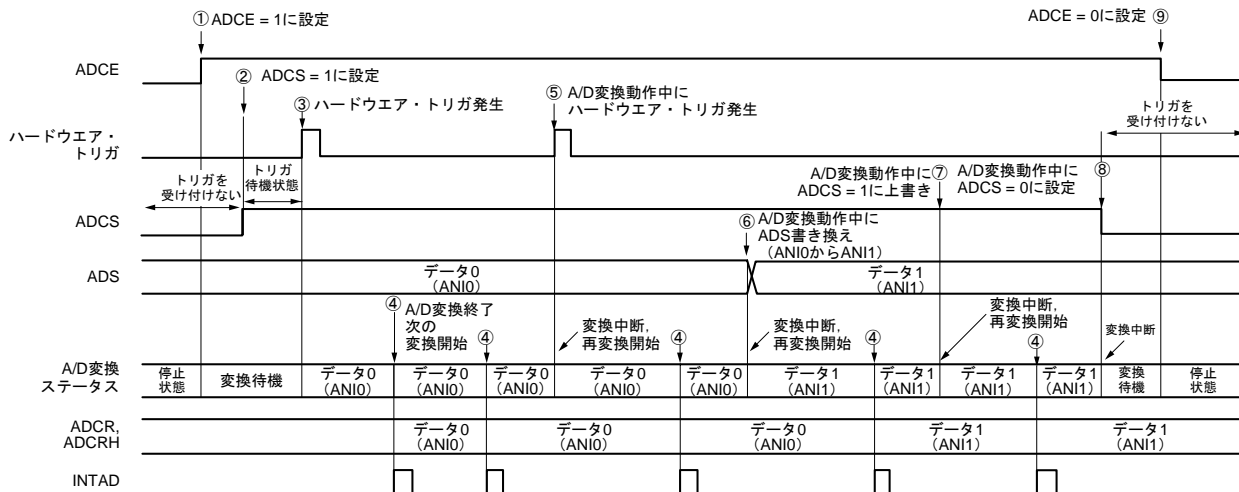 ① ADCE = 1に設定
ADCE = 0に設定 ⑨
ADCE
② ADCS = 1に設定
③ ハードウエア・トリガ発生
⑤ A/D変換動作中に
ハードウエア・トリガ発生
トリガを
受け付けない
ハードウエア・
トリガ
トリガを
受け付けない
トリガ
待機状態
A/D変換動作中に ⑦
ADCS = 1に上書き
A/D変換動作中に ⑧
ADCS = 0に設定
ADCS
⑥ A/D変換動作中に
ADS書き換え
（ANI0からANI1）
ADS
データ0
（ANI0）
データ1
（ANI1）
④ A/D変換終了
次の
変換開始
④
変換中断,
再変換開始
④
変換中断,
再変換開始
④
変換中断,
再変換開始
④
変換中断
A/D変換
ステータス
停止
状態
変換待機
データ0
（ANI0）
データ0
（ANI0）
データ0
（ANI0）
データ0
（ANI0）
データ0
（ANI0）
データ1
（ANI1）
データ1
（ANI1）
データ1
（ANI1）
データ1
（ANI1）
変換
待機
停止
状態
ADCR,
ADCRH
データ0
（ANI0）
データ0
（ANI0）
データ0
（ANI0）
データ1
（ANI1）
データ1
（ANI1）
INTAD